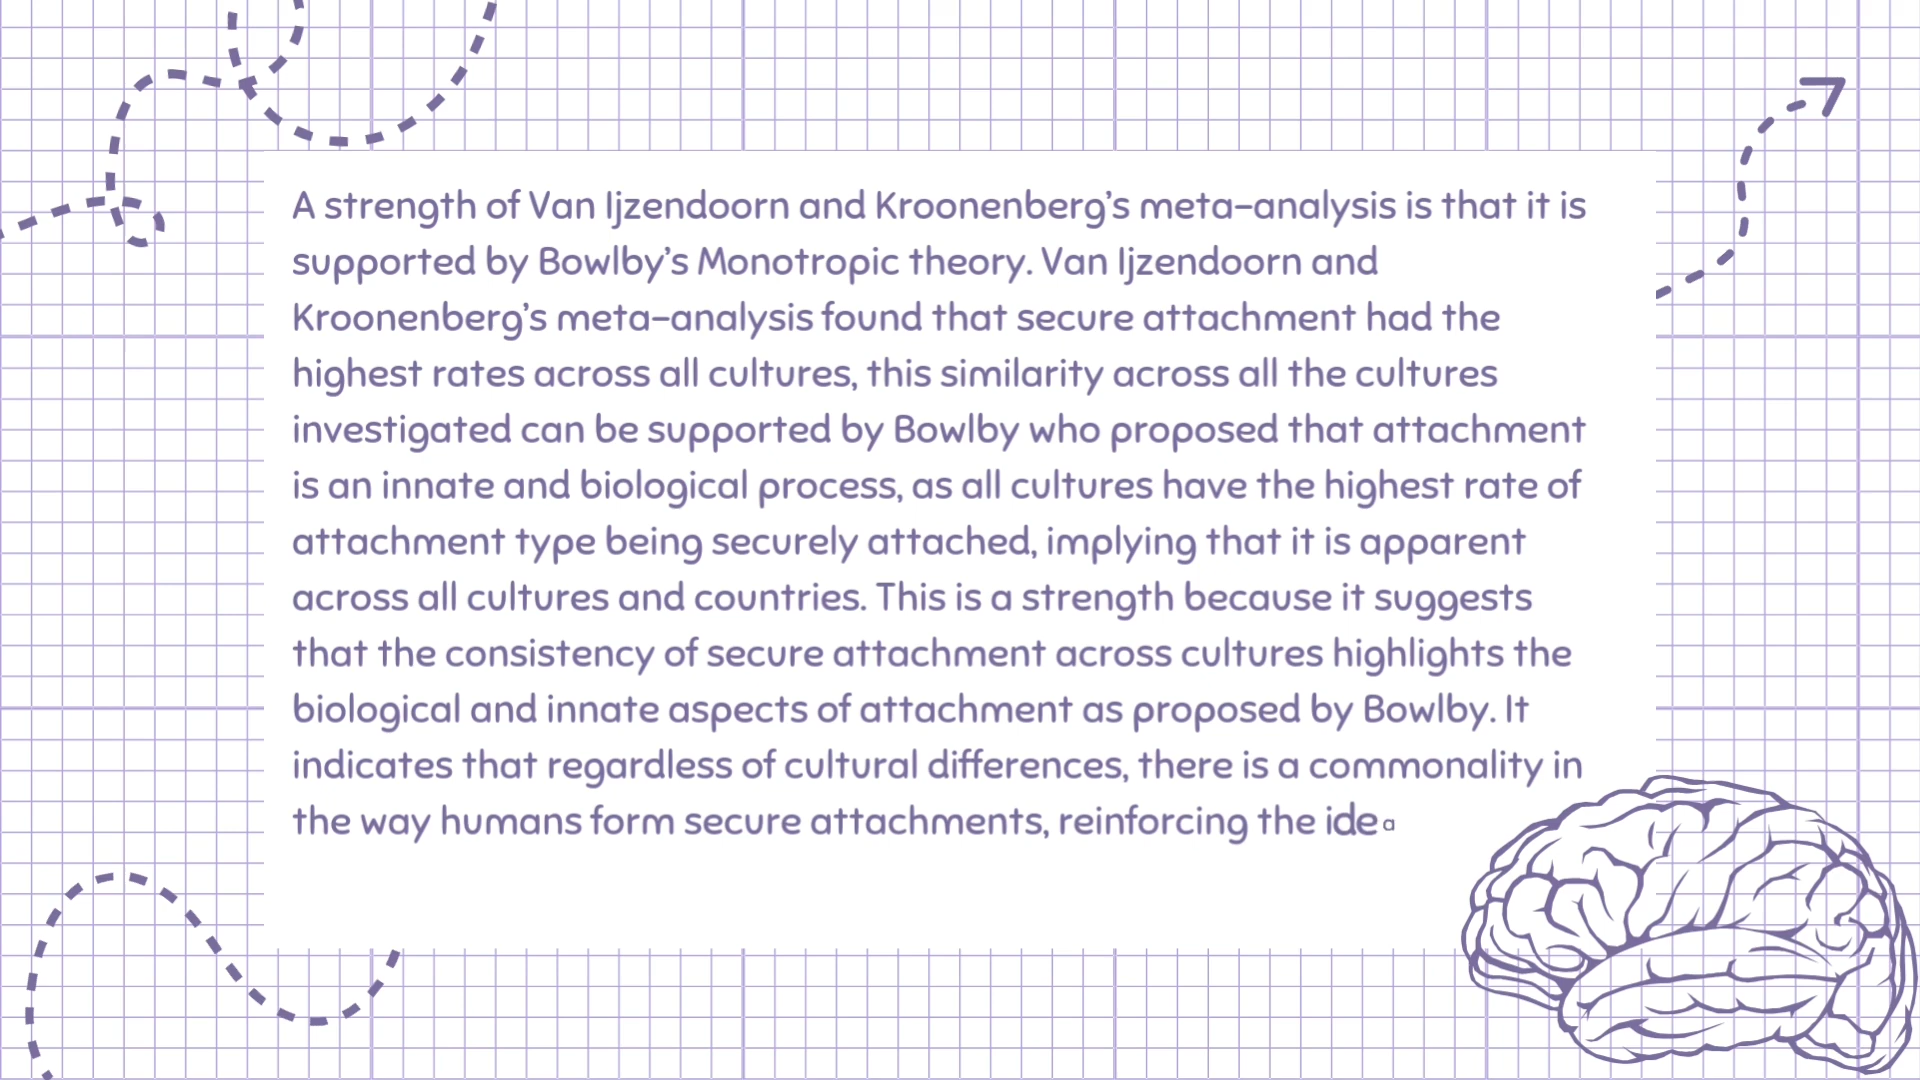 A strength of Van Ijzendoorn and Kroonenberg’s meta-analysis is that it is
supported by Bowlby’s Monotropic theory. Van Ijzendoorn and
Kroonenberg’s meta-analysis found that secure attachment had the
highest rates across all cultures, this similarity across all the cultures
investigated can be supported by Bowlby who proposed that attachment
is an innate and biological process, as all cultures have the highest rate of
attachment type being securely attached, implying that it is apparent
across all cultures and countries. This is a strength because it suggests
that the consistency of secure attachment across cultures highlights the
biological and innate aspects of attachment as proposed by Bowlby. It
indicates that regardless of cultural differences, there is a commonality in
the way humans form secure attachments, reinforcing the idea